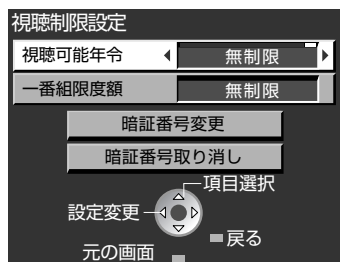 視聴制限設定
視聴可能年令 無制限
一番組限度額 無制限
暗証番号変更
暗証番号取り消し
項目選択
設定変更
戻る
元の画面